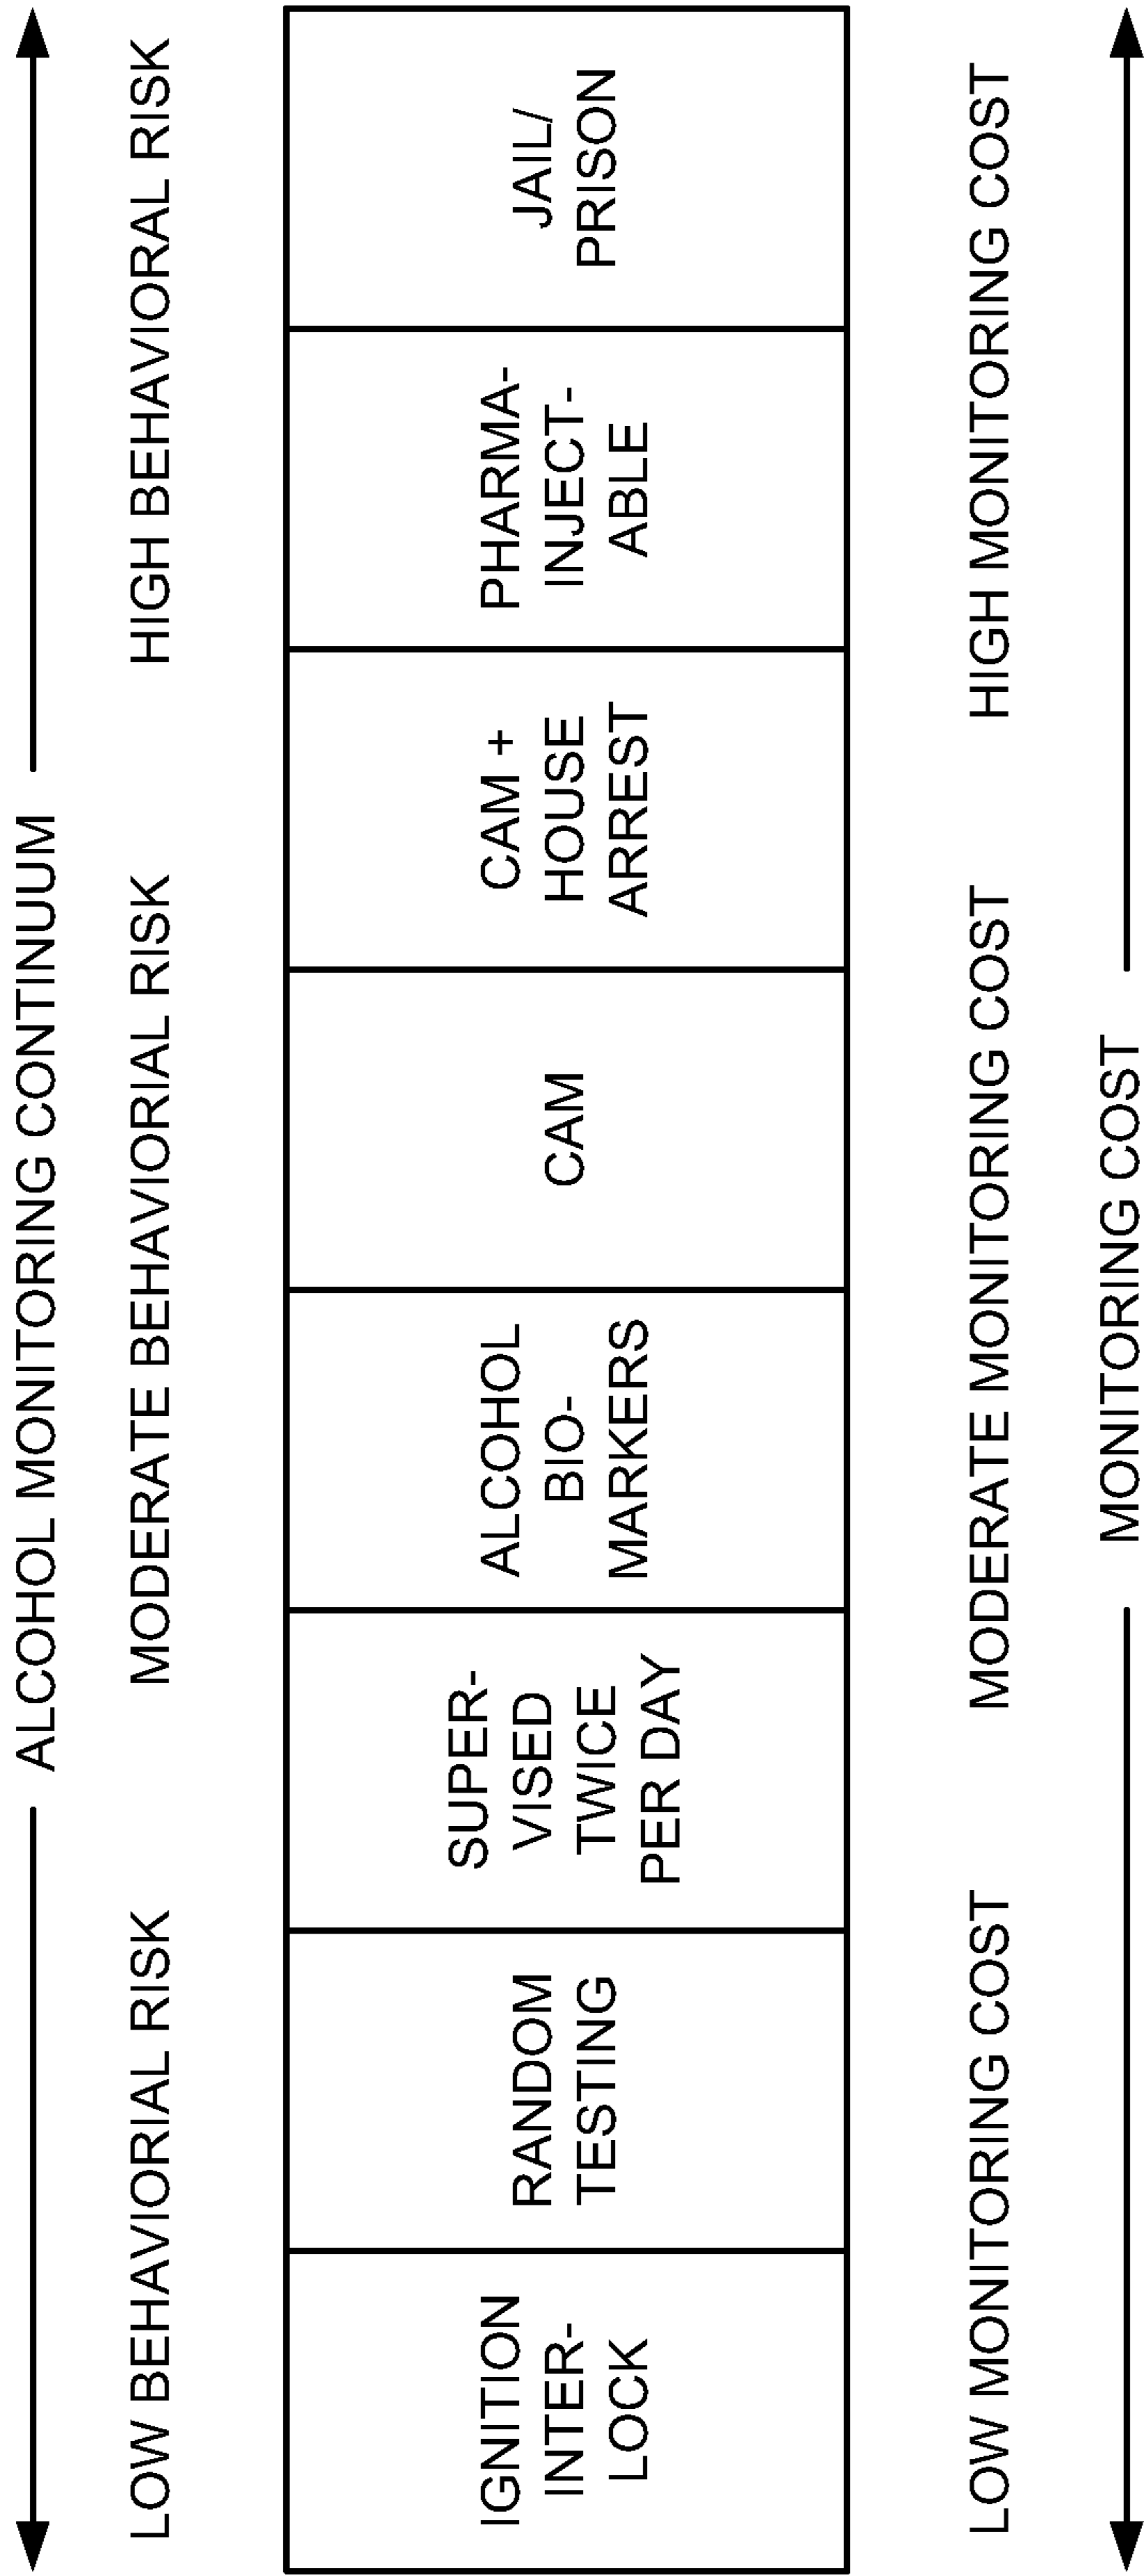 ALCOHOL MONITORING CONTINUUM
LOW BEHAVIORIAL RISK
MODERATE BEHAVIORIAL RISK
HIGH BEHAVIORAL RISK
IGNITION
INTER-
LOCK
RANDOM
TESTING
SUPER-
VISED
TWICE
PER DAY
ALCOHOL
BIO-
MARKERS
CAM
CAM +
HOUSE
ARREST
PHARMA-
INJECT-
ABLE
JAIL/
PRISON
LOW MONITORING COST
MODERATE MONITORING COST
HIGH MONITORING COST
MONITORING COST